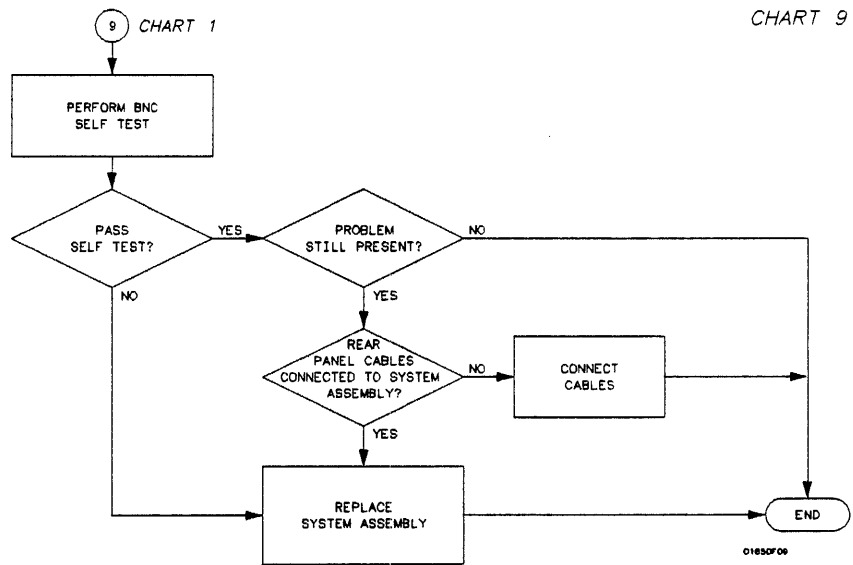 9 CHART 1
CHART 9
PERFORM BNC
SELF TEST
PASS
SELF TEST?
YES
NO
PROBLEM
STILL PRESENT?
NO
YES
REAR
PANEL CABLES
CONNECTED TO SYSTEM
ASSEMBLY?
NO
YES
CONNECT
CABLES
REPLACE
SYSTEM ASSEMBLY
END
01650F09